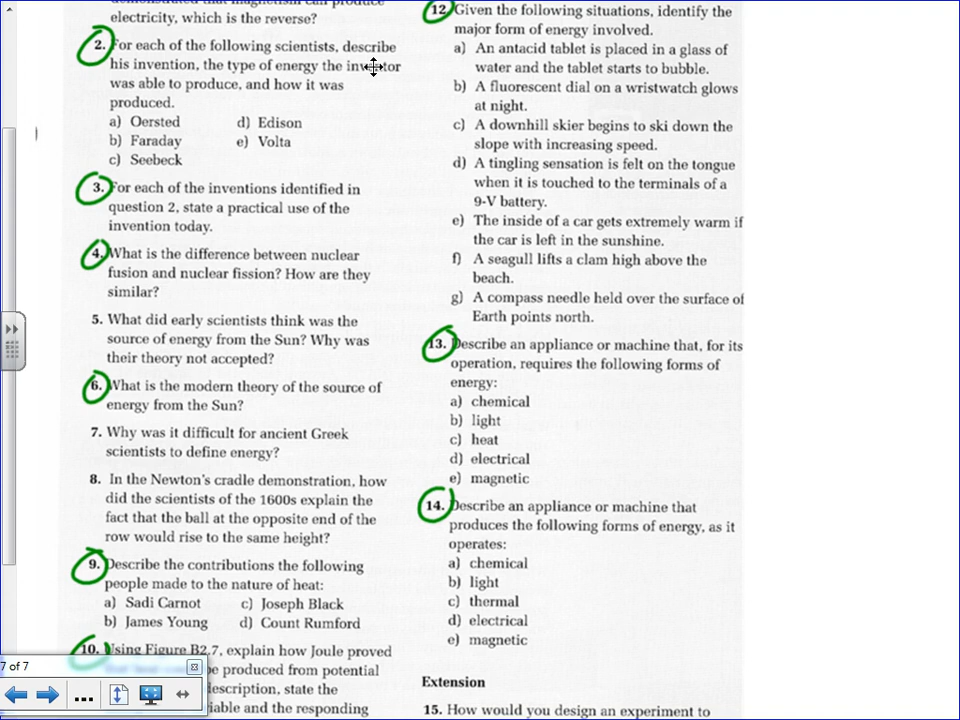 demonstrated that magnetism can produce
electricity, which is the reverse?
2. For each of the following scientists, describe
his invention, the type of energy the inventor
was able to produce, and how it was
produced.
a) Oersted d) Edison
b) Faraday e) Volta
c) Seebeck
3. For each of the inventions identified in
question 2, state a practical use of the
invention today.
4. What is the difference between nuclear
fusion and nuclear fission? How are they
similar?
5. What did early scientists think was the
source of energy from the Sun? Why was
their theory not accepted?
6. What is the modern theory of the source of
energy from the Sun?
7. Why was it difficult for ancient Greek
scientists to define energy?
8. In the Newton's cradle demonstration, how
did the scientists of the 1600s explain the
fact that the ball at the opposite end of the
row would rise to the same height?
9. Describe the contributions the following
people made to the nature of heat:
a) Sadi Carnot c) Joseph Black
b) James Young d) Count Rumford
10. Using Figure B2.7, explain how Joule proved
be produced from potential
description, state the
iable and the responding
7 of 7
...
12. Given the following situations, identify the
major form of energy involved.
a) An antacid tablet is placed in a glass of
water and the tablet starts to bubble.
b) A fluorescent dial on a wristwatch glows
at night.
c) A downhill skier begins to ski down the
slope with increasing speed.
d) A tingling sensation is felt on the tongue
when it is touched to the terminals of a
9-V battery.
e) The inside of a car gets extremely warm if
the car is left in the sunshine.
f) A seagull lifts a clam high above the
beach.
g) A compass needle held over the surface of
Earth points north.
13. Describe an appliance or machine that, for its
operation, requires the following forms of
energy:
a) chemical
b) light
c) heat
d) electrical
e) magnetic
14. Describe an appliance or machine that
produces the following forms of energy, as it
operates:
a) chemical
b) light
c) thermal
d) electrical
e) magnetic
Extension
15. How would you design an experiment to